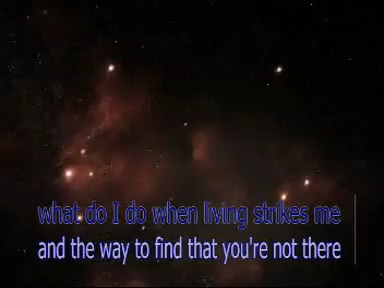 what do I do when living strikes me
and the way to find that you're not there